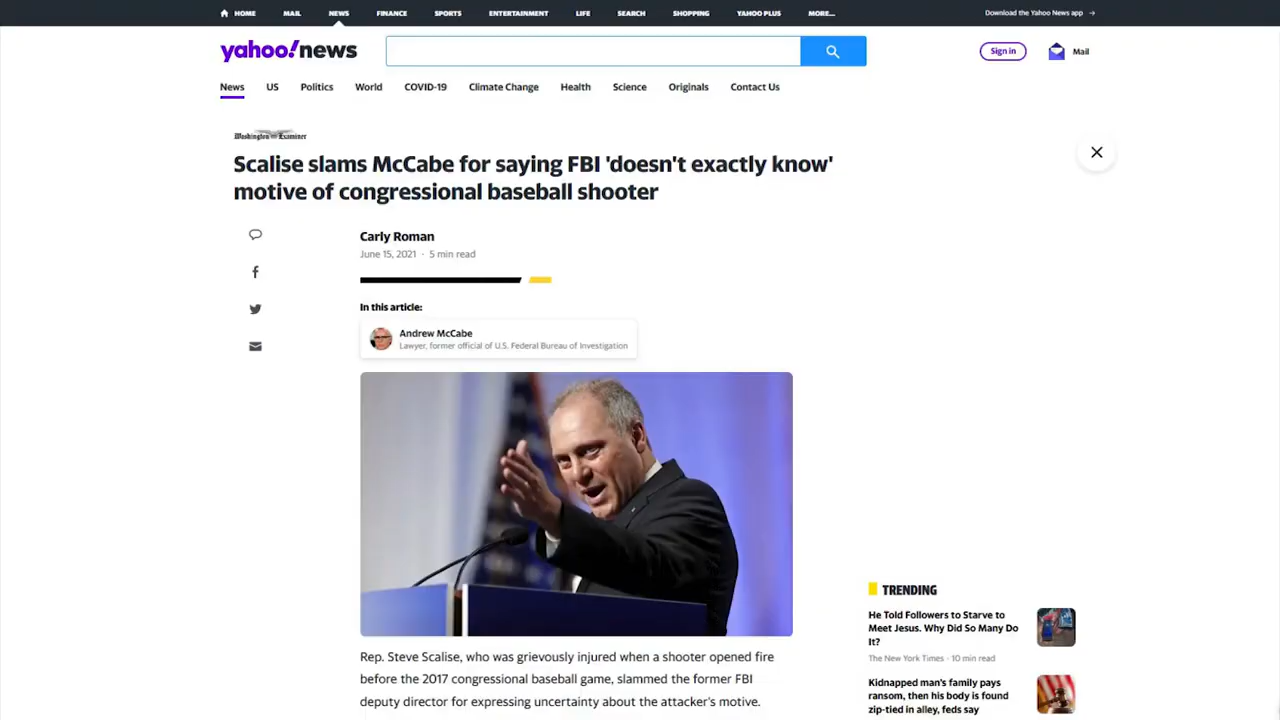 HOME MAIL NEWS FINANCE SPORTS ENTERTAINMENT LIFE SEARCH SHOPPING YAHOO PLUS MORE... Download the Yahoo News app →
yahoo!news
Sign in
Mail
News US Politics World COVID-19 Climate Change Health Science Originals Contact Us
Washington Examiner
Scalise slams McCabe for saying FBI 'doesn't exactly know'
motive of congressional baseball shooter
Carly Roman
June 15, 2021 · 5 min read
In this article:
Andrew McCabe
Lawyer, former official of U.S. Federal Bureau of Investigation
Rep. Steve Scalise, who was grievously injured when a shooter opened fire
before the 2017 congressional baseball game, slammed the former FBI
deputy director for expressing uncertainty about the attacker's motive.
TRENDING
He Told Followers to Starve to
Meet Jesus. Why Did So Many Do
It?
The New York Times · 10 min read
Kidnapped man's family pays
ransom, then his body is found
zip-tied in alley, feds say